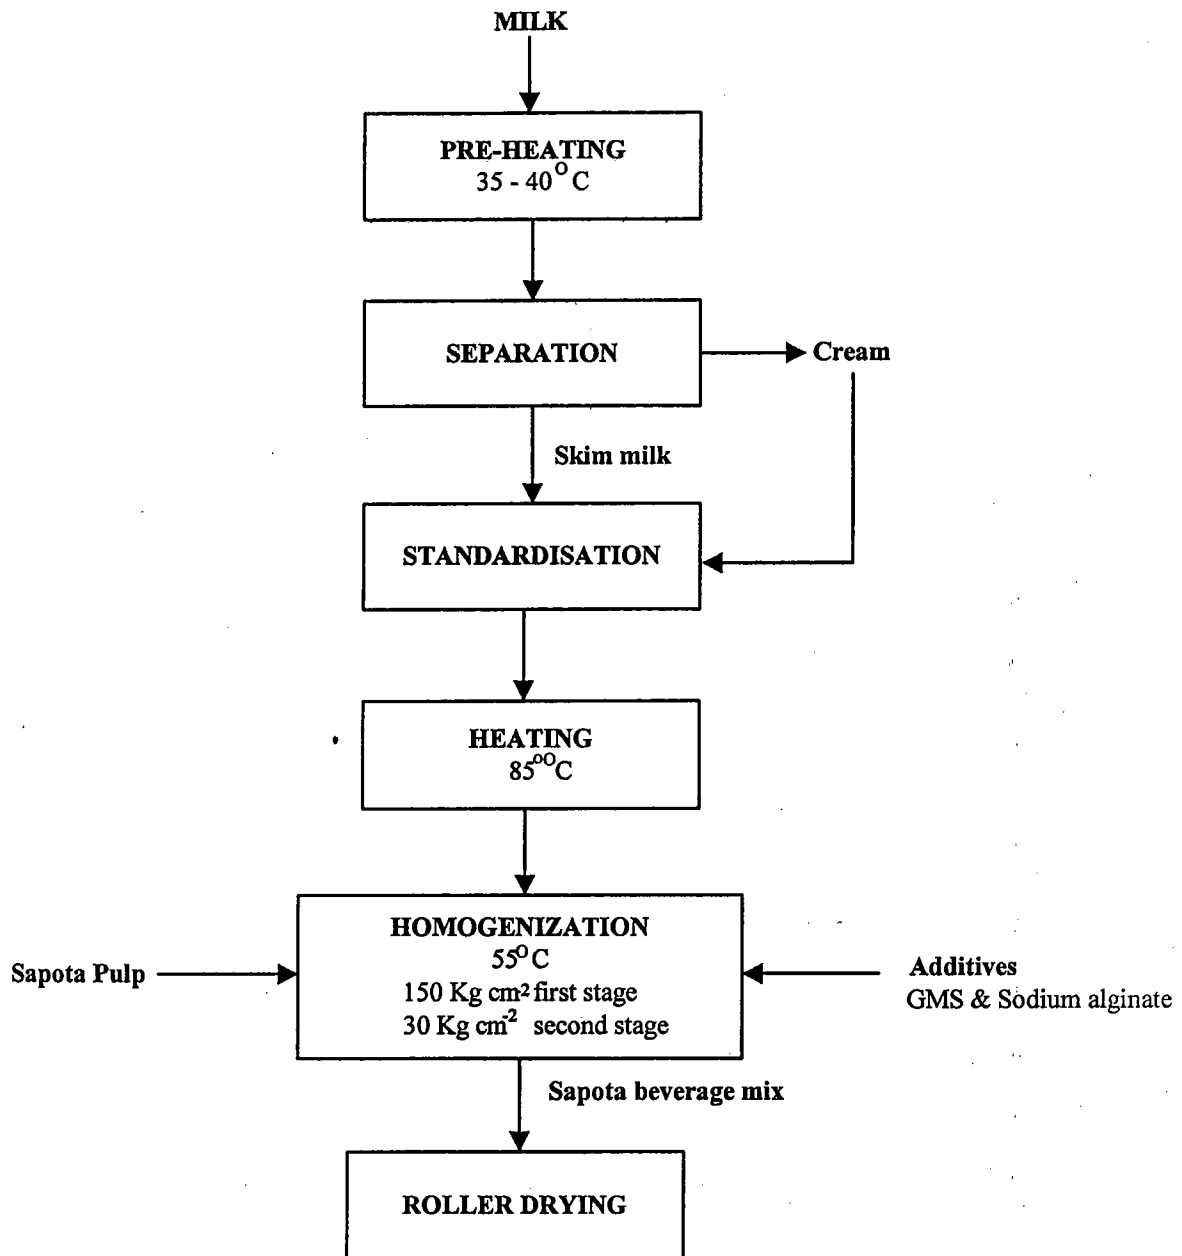 MILK
PRE-HEATING
35 - 40°C
SEPARATION
Cream
Skim milk
STANDARDISATION
HEATING
85°°C
HOMOGENIZATION
55°C
Sapota Pulp
150 Kg cm² first stage
30 Kg cm⁻² second stage
Additives
GMS & Sodium alginate
Sapota beverage mix
ROLLER DRYING